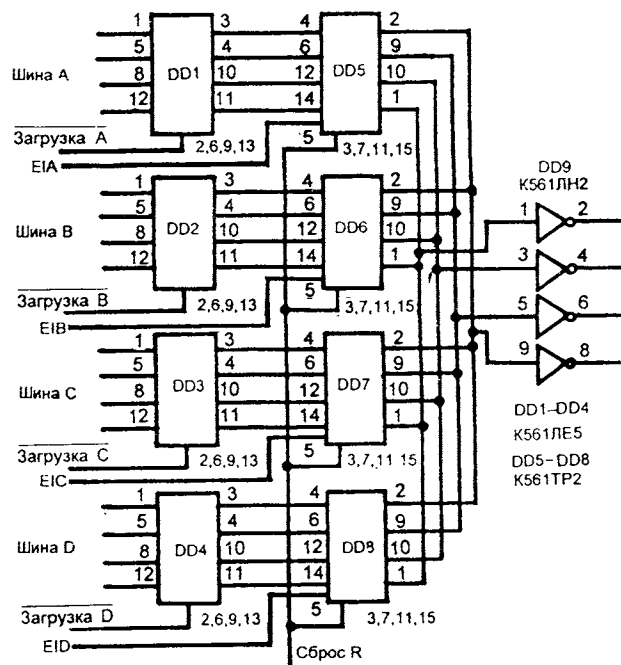 1 3 4 2
5 4 6 9
Шина A 8 DD1 10 12 DD5 10
12 11 14 1
Загрузка A 2,6,9,13 5 3,7,11,15
EIA
1 3 4 2
5 4 6 9
Шина B 8 DD2 10 12 DD6 10
12 11 14 1
Загрузка B 2,6,9,13 5 3,7,11,15
EIB
1 3 4 2
5 4 6 9
Шина C 8 DD3 10 12 DD7 10
12 11 14 1
Загрузка C 2,6,9,13 5 3,7,11 15
EIC
1 3 4 2
5 4 6 9
Шина D 8 DD4 10 12 DD8 10
12 11 14 1
Загрузка D 2,6,9,13 5 3,7,11,15
EID
Сброс R
DD9
К561ЛН2
1 2
3 4
5 6
9 8
DD1–DD4
К561ЛЕ5
DD5–DD8
К561ТР2